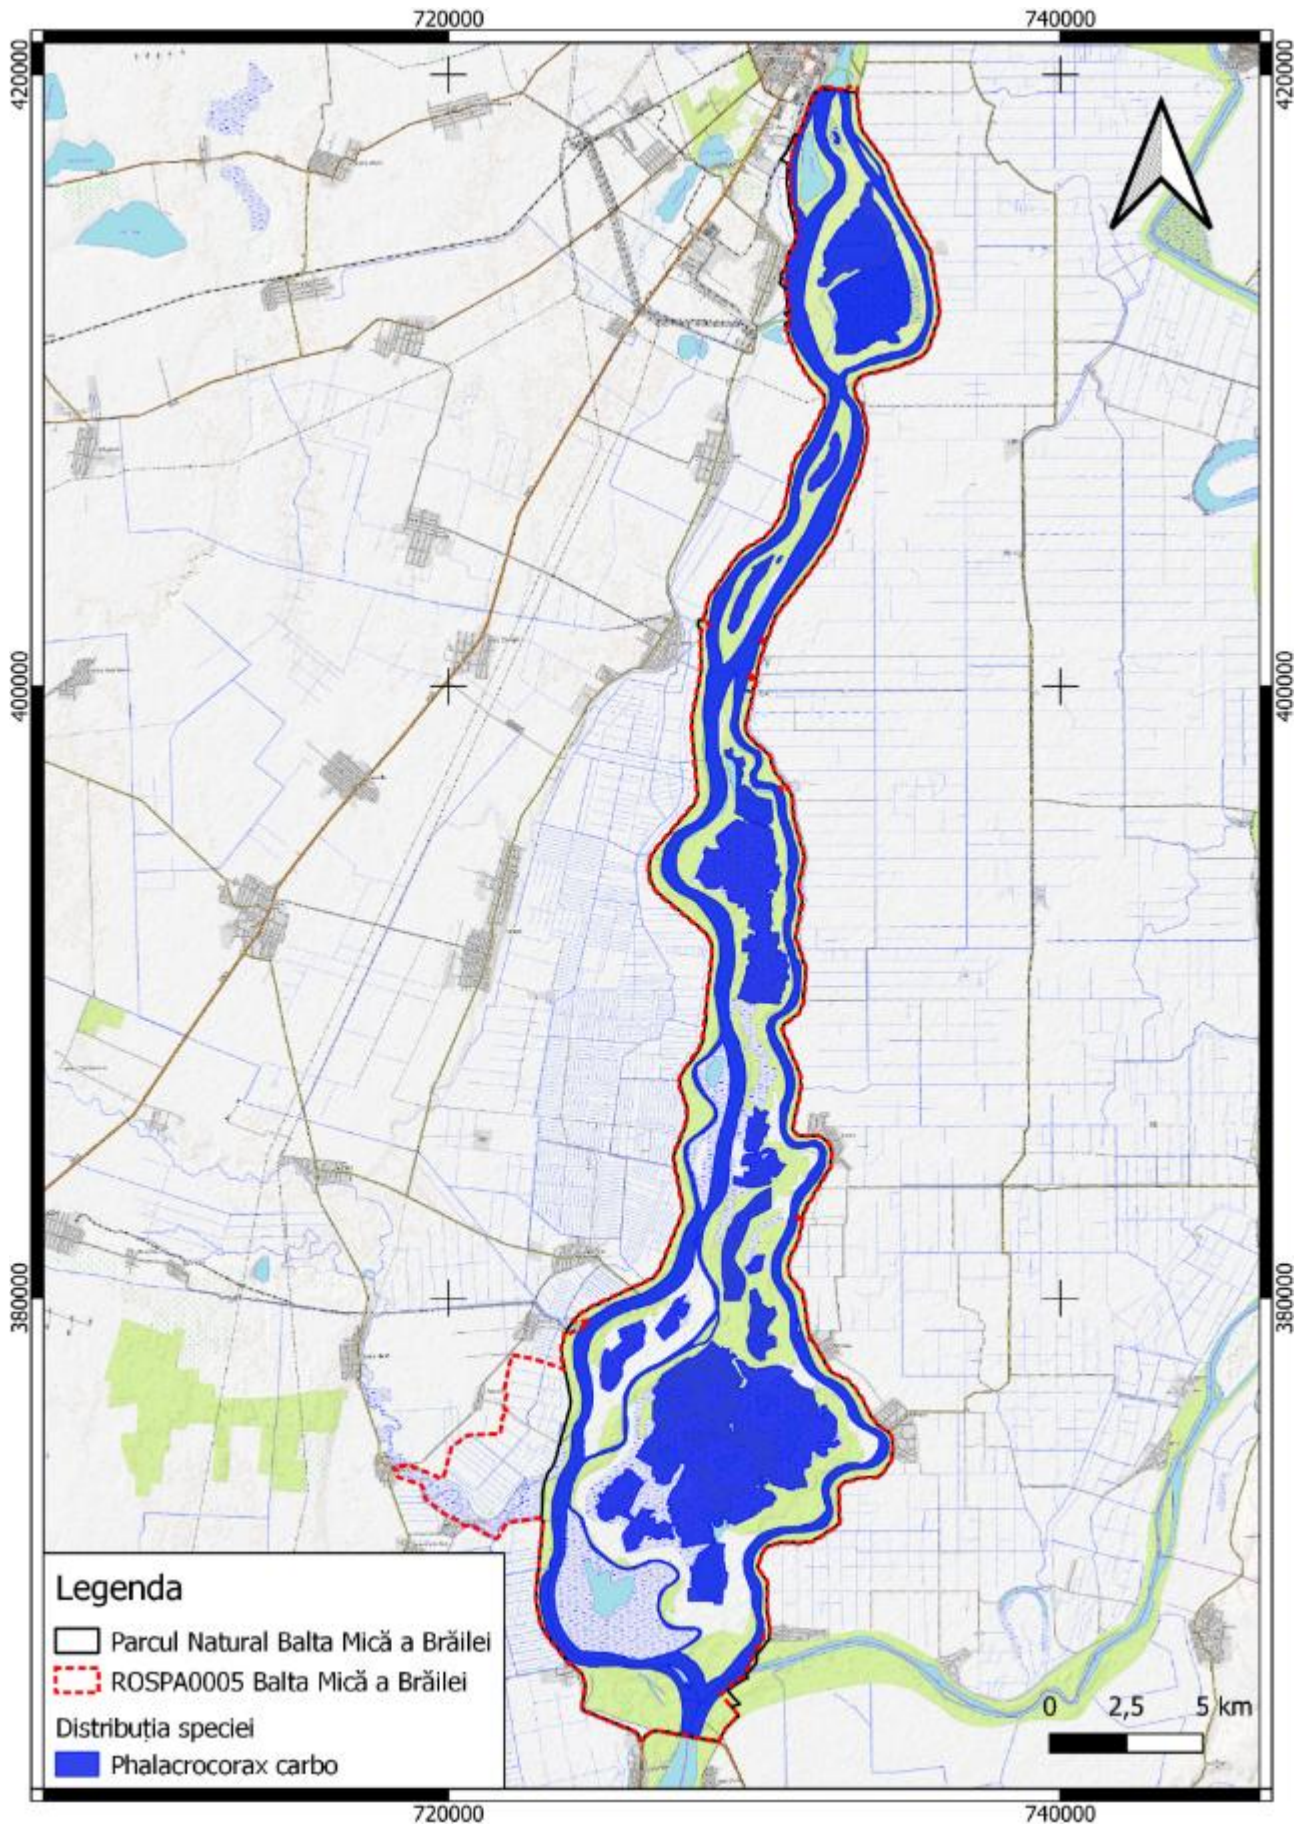 720000
740000
420000
420000
400000
400000
380000
380000
Legenda
Parcul Natural Balta Mică a Brăilei
ROSPA0005 Balta Mică a Brăilei
Distribuția speciei
Phalacrocorax carbo
0 2,5 5 km
720000
740000